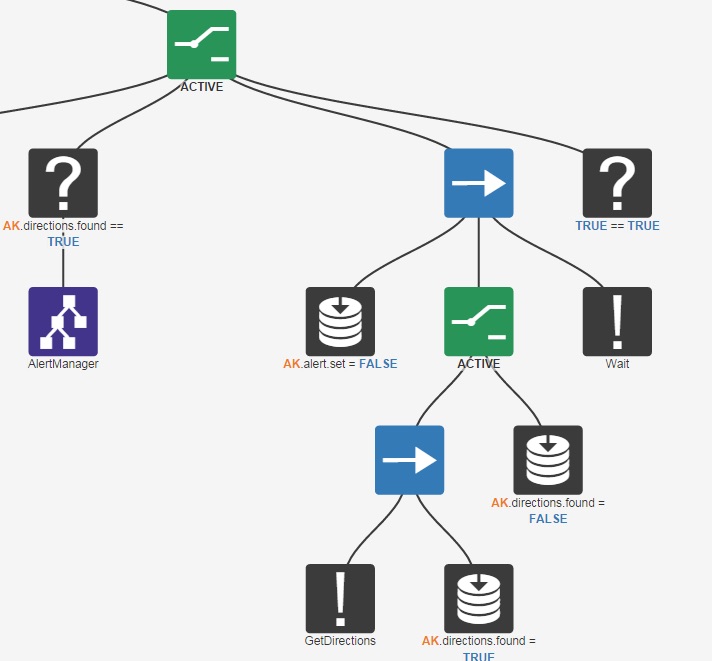 ACTIVE
AK.directions.found ==
TRUE
TRUE == TRUE
AlertManager
AK.alert.set = FALSE
ACTIVE
Wait
AK.directions.found =
FALSE
GetDirections
AK.directions.found =
TRUE